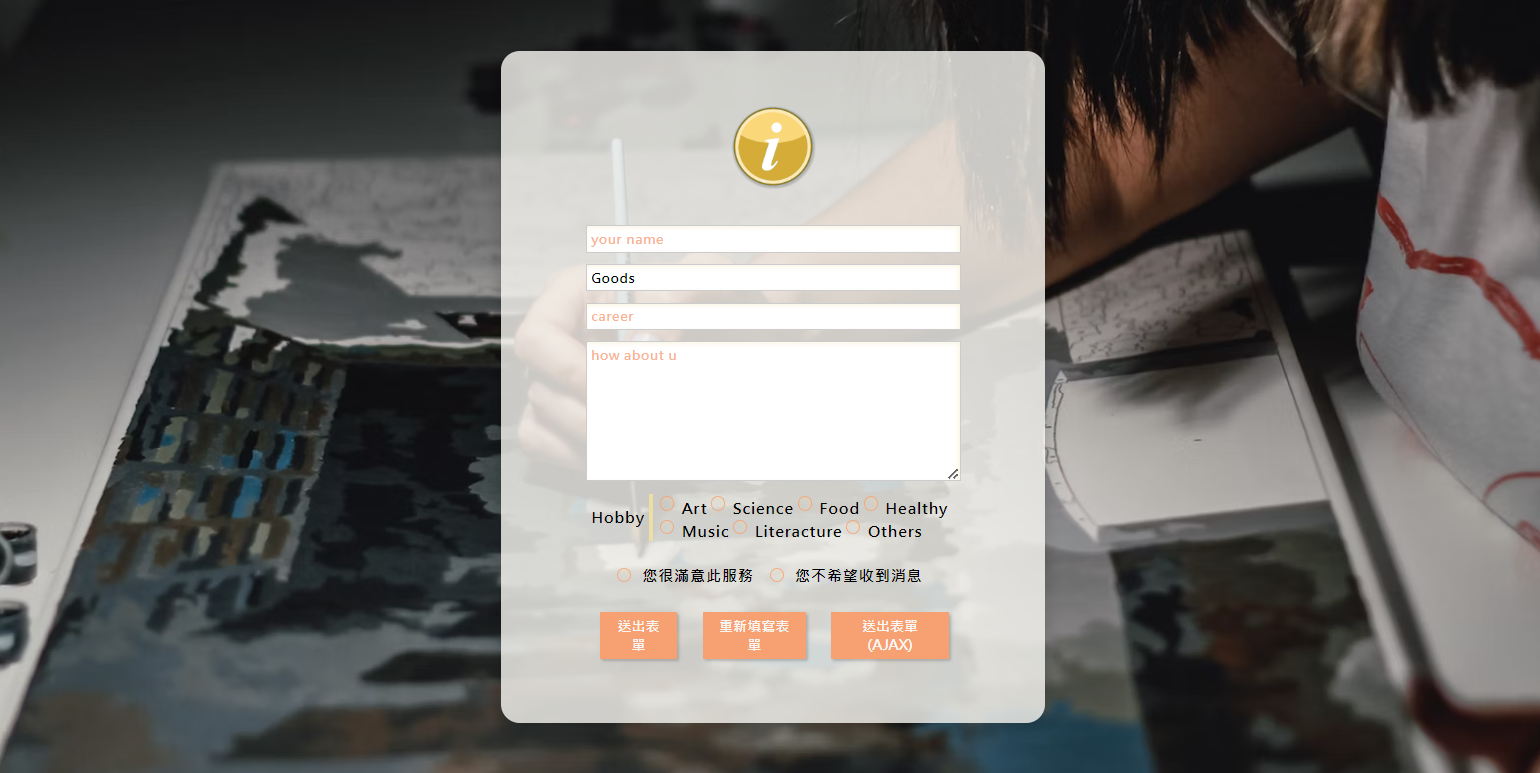 i
your name
Goods
career
how about u
Hobby
Art Science Food Healthy
Music Literacture Others
您很滿意此服務 您不希望收到消息
送出表
單
重新填寫表
單
送出表單
(AJAX)